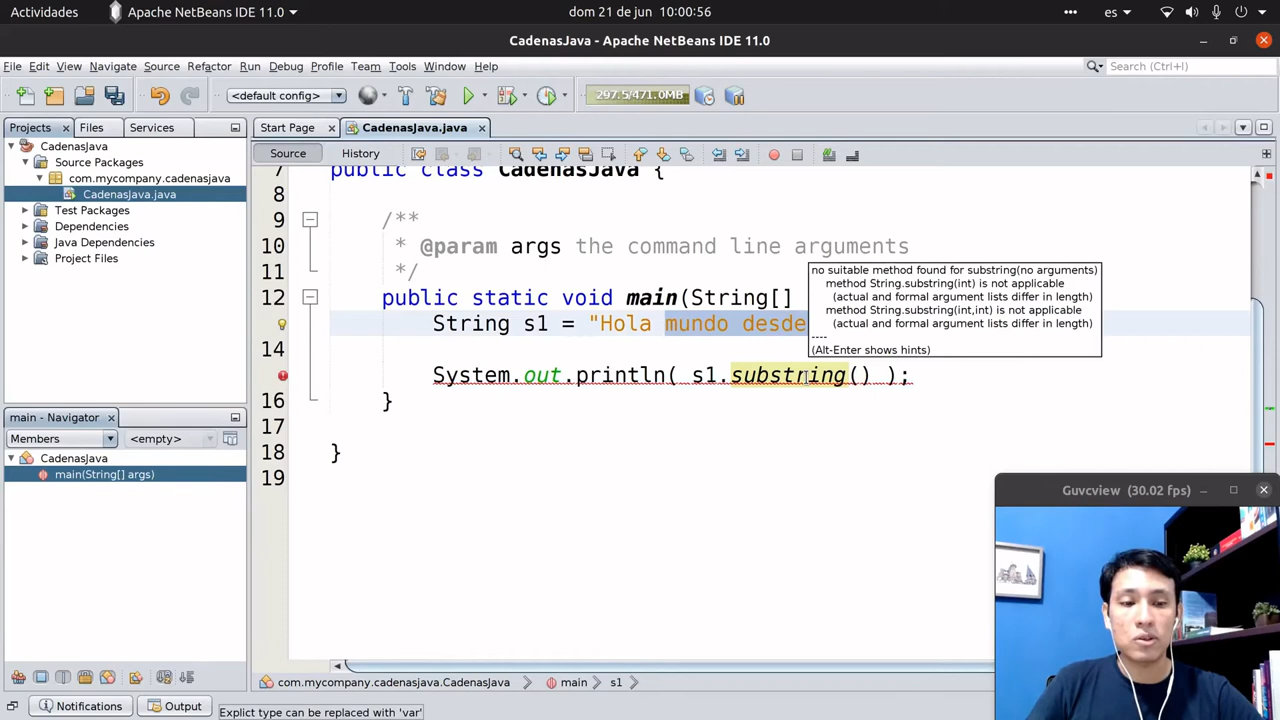 Actividades
Apache NetBeans IDE 11.0
dom 21 de jun 10:00:56
es
CadenasJava - Apache NetBeans IDE 11.0
File Edit View Navigate Source Refactor Run Debug Profile Team Tools Window Help
Search (Ctrl+I)
<default config>
297.5/471.0MB
Projects Files Services
Start Page CadenasJava.java
Source History
CadenasJava
Source Packages
com.mycompany.cadenasjava
CadenasJava.java
Test Packages
Dependencies
Java Dependencies
Project Files
7 public class CadenasJava {
8
9 /**
10 * @param args the command line arguments
11 */
12 public static void main(String[]
String s1 = "Hola mundo desde
14
System.out.println( s1.substring() );
16 }
17
18 }
19
no suitable method found for substring(no arguments)
method String.substring(int) is not applicable
(actual and formal argument lists differ in length)
method String.substring(int,int) is not applicable
(actual and formal argument lists differ in length)
----
(Alt-Enter shows hints)
main - Navigator
Members <empty>
CadenasJava
main(String[] args)
Guvcview (30.02 fps)
com.mycompany.cadenasjava.CadenasJava main s1
Notifications Output Explict type can be replaced with 'var'